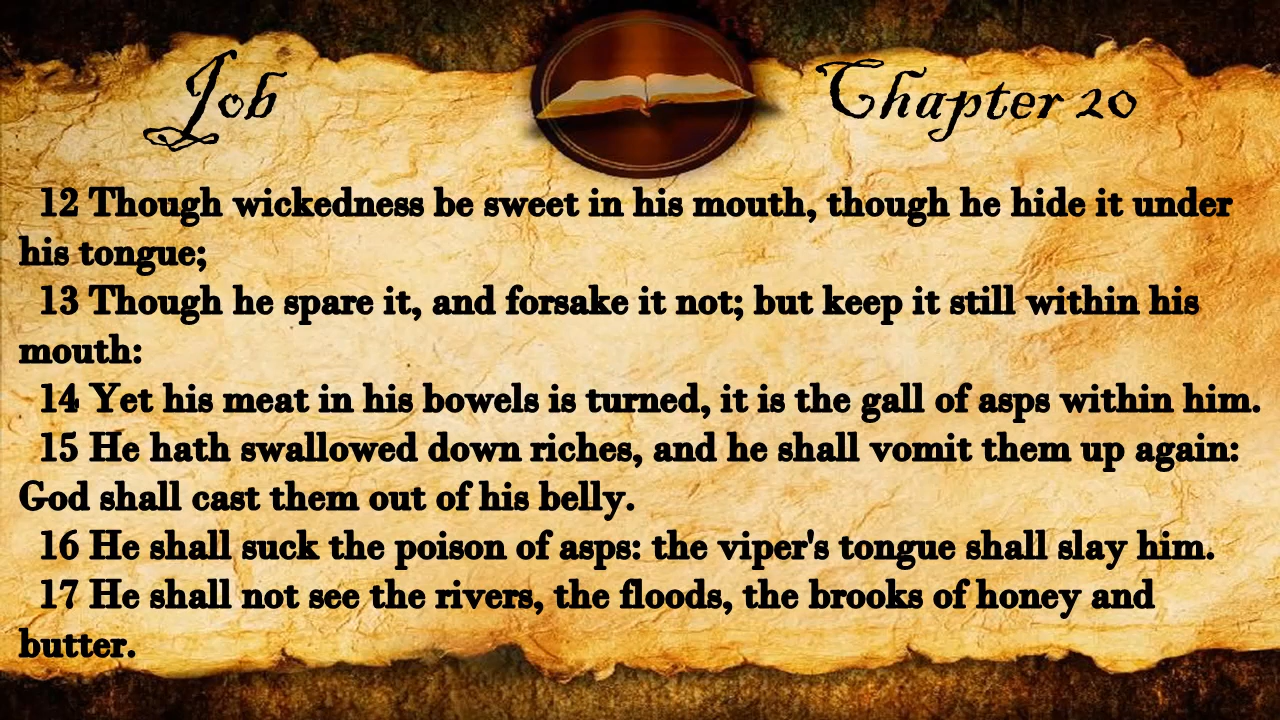 Job
Chapter 20
12 Though wickedness be sweet in his mouth, though he hide it under
his tongue;
13 Though he spare it, and forsake it not; but keep it still within his
mouth:
14 Yet his meat in his bowels is turned, it is the gall of asps within him.
15 He hath swallowed down riches, and he shall vomit them up again:
God shall cast them out of his belly.
16 He shall suck the poison of asps: the viper's tongue shall slay him.
17 He shall not see the rivers, the floods, the brooks of honey and
butter.